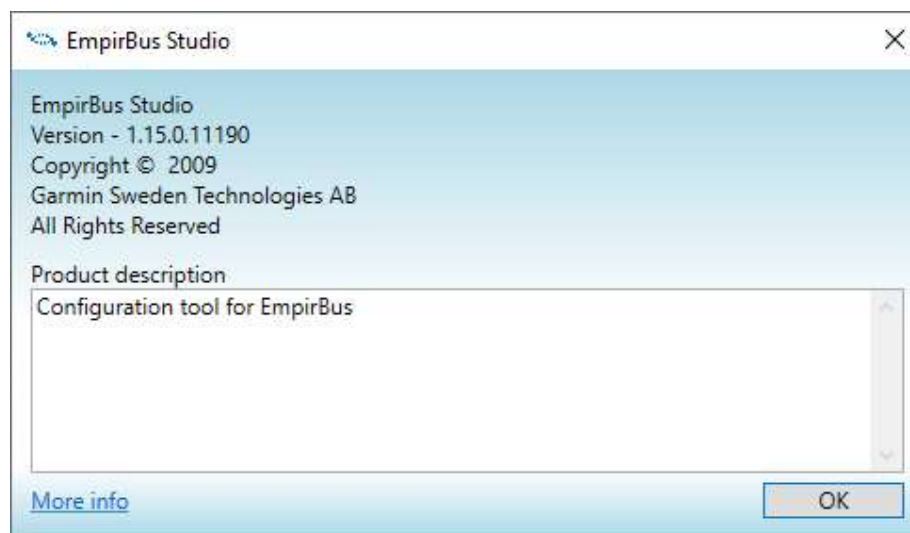 EmpirBus Studio
EmpirBus Studio
Version - 1.15.0.11190
Copyright ©  2009
Garmin Sweden Technologies AB
All Rights Reserved
Product description
Configuration tool for EmpirBus
More info
OK